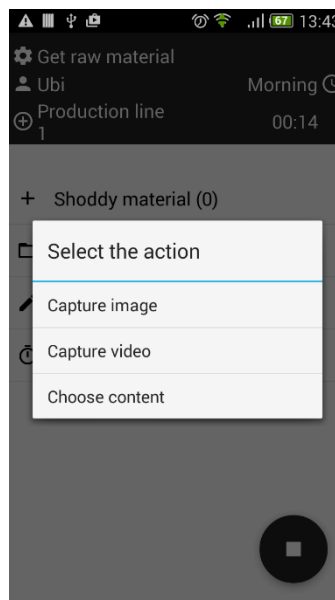 67 13:43
Get raw material
Ubi Morning
Production line
1 00:14
+ Shoddy material (0)
Select the action
Capture image
Capture video
Choose content